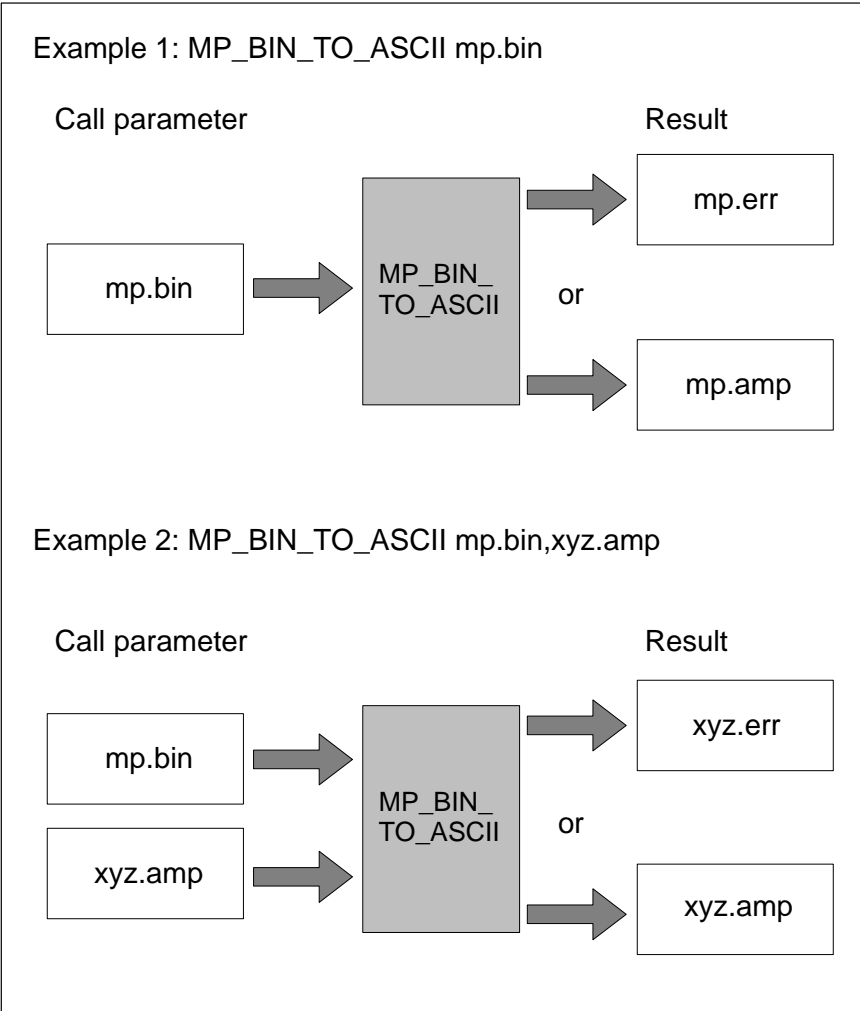 Example 1: MP_BIN_TO_ASCII mp.bin
Call parameter
Result
mp.err
mp.bin
MP_BIN_
TO_ASCII
or
mp.amp
Example 2: MP_BIN_TO_ASCII mp.bin,xyz.amp
Call parameter
Result
xyz.err
mp.bin
MP_BIN_
TO_ASCII
or
xyz.amp
xyz.amp